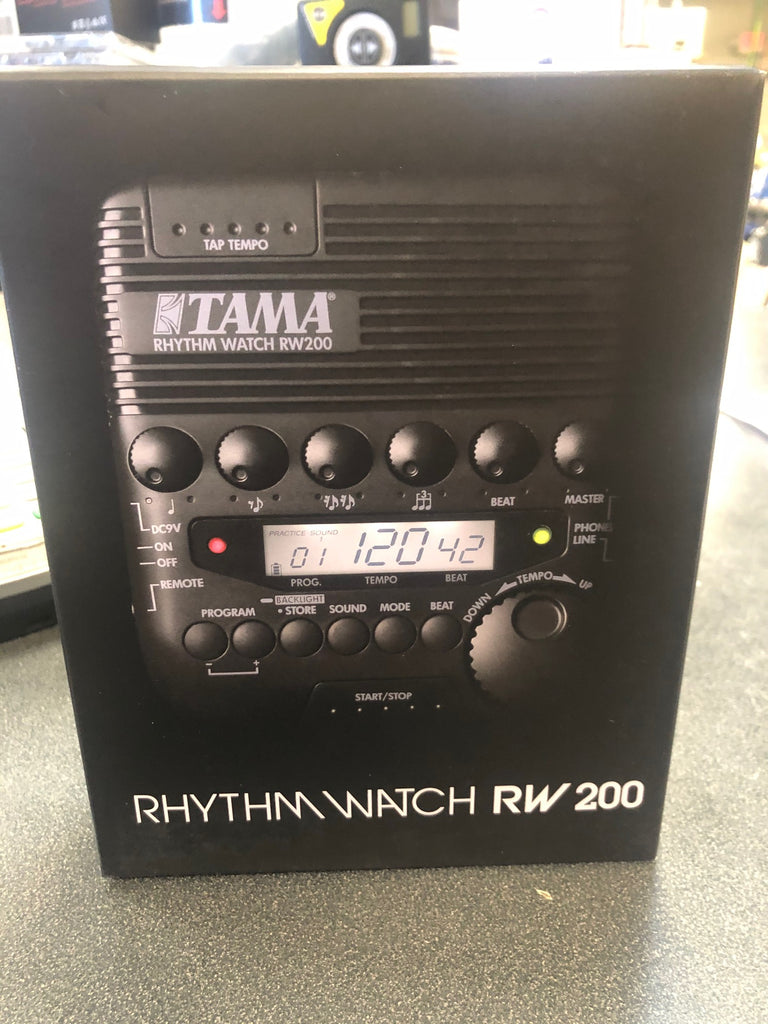 TAP TEMPO
TAMA®
RHYTHM WATCH RW200
BEAT
MASTER
DC9V
ON
OFF
REMOTE
PHONES
LINE
PRACTICE SOUND
01 120 42
PROG. TEMPO BEAT
DOWN TEMPO UP
BACKLIGHT
PROGRAM • STORE SOUND MODE BEAT
- +
START/STOP
RHYTHM WATCH RW 200